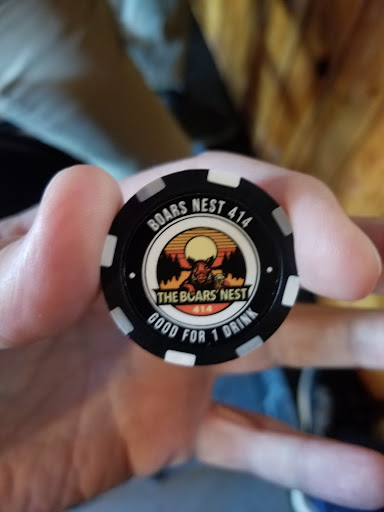 BOARS NEST 414
THE BOARS' NEST
414
GOOD FOR 1 DRINK